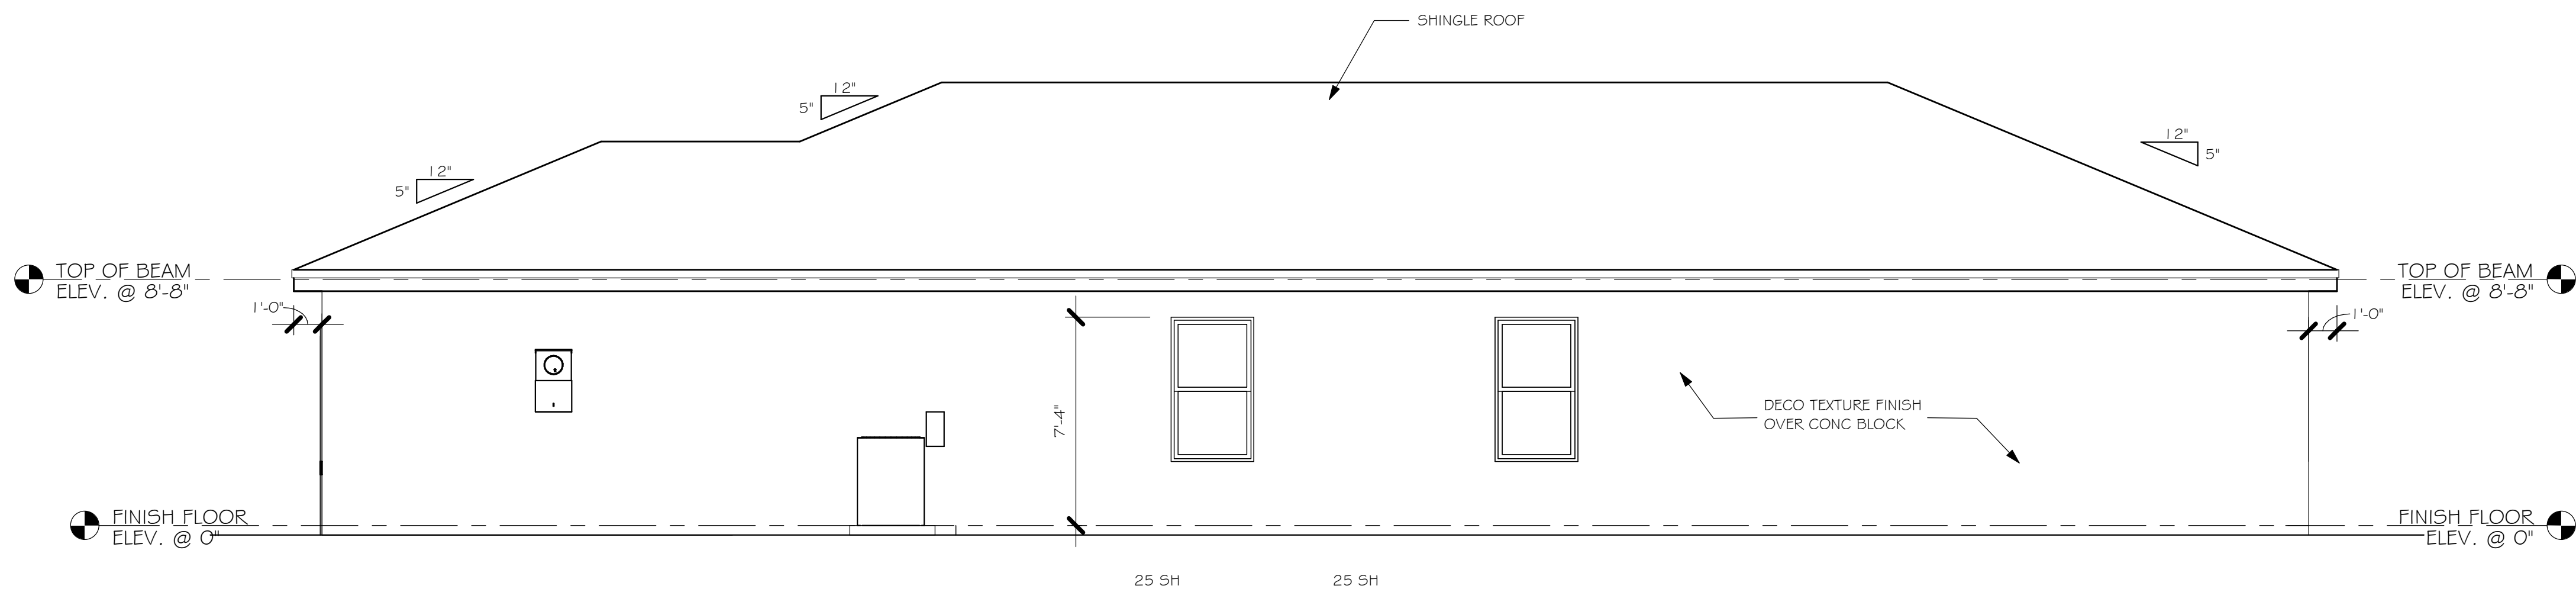 SHINGLE ROOF
12"
5"
12"
5"
12"
5"
TOP OF BEAM
ELEV. @ 8'-8"
TOP OF BEAM
ELEV. @ 8'-8"
1'-0"
1'-0"
7'-4"
DECO TEXTURE FINISH
OVER CONC BLOCK
FINISH FLOOR
ELEV. @ 0"
FINISH FLOOR
ELEV. @ 0"
25 SH
25 SH